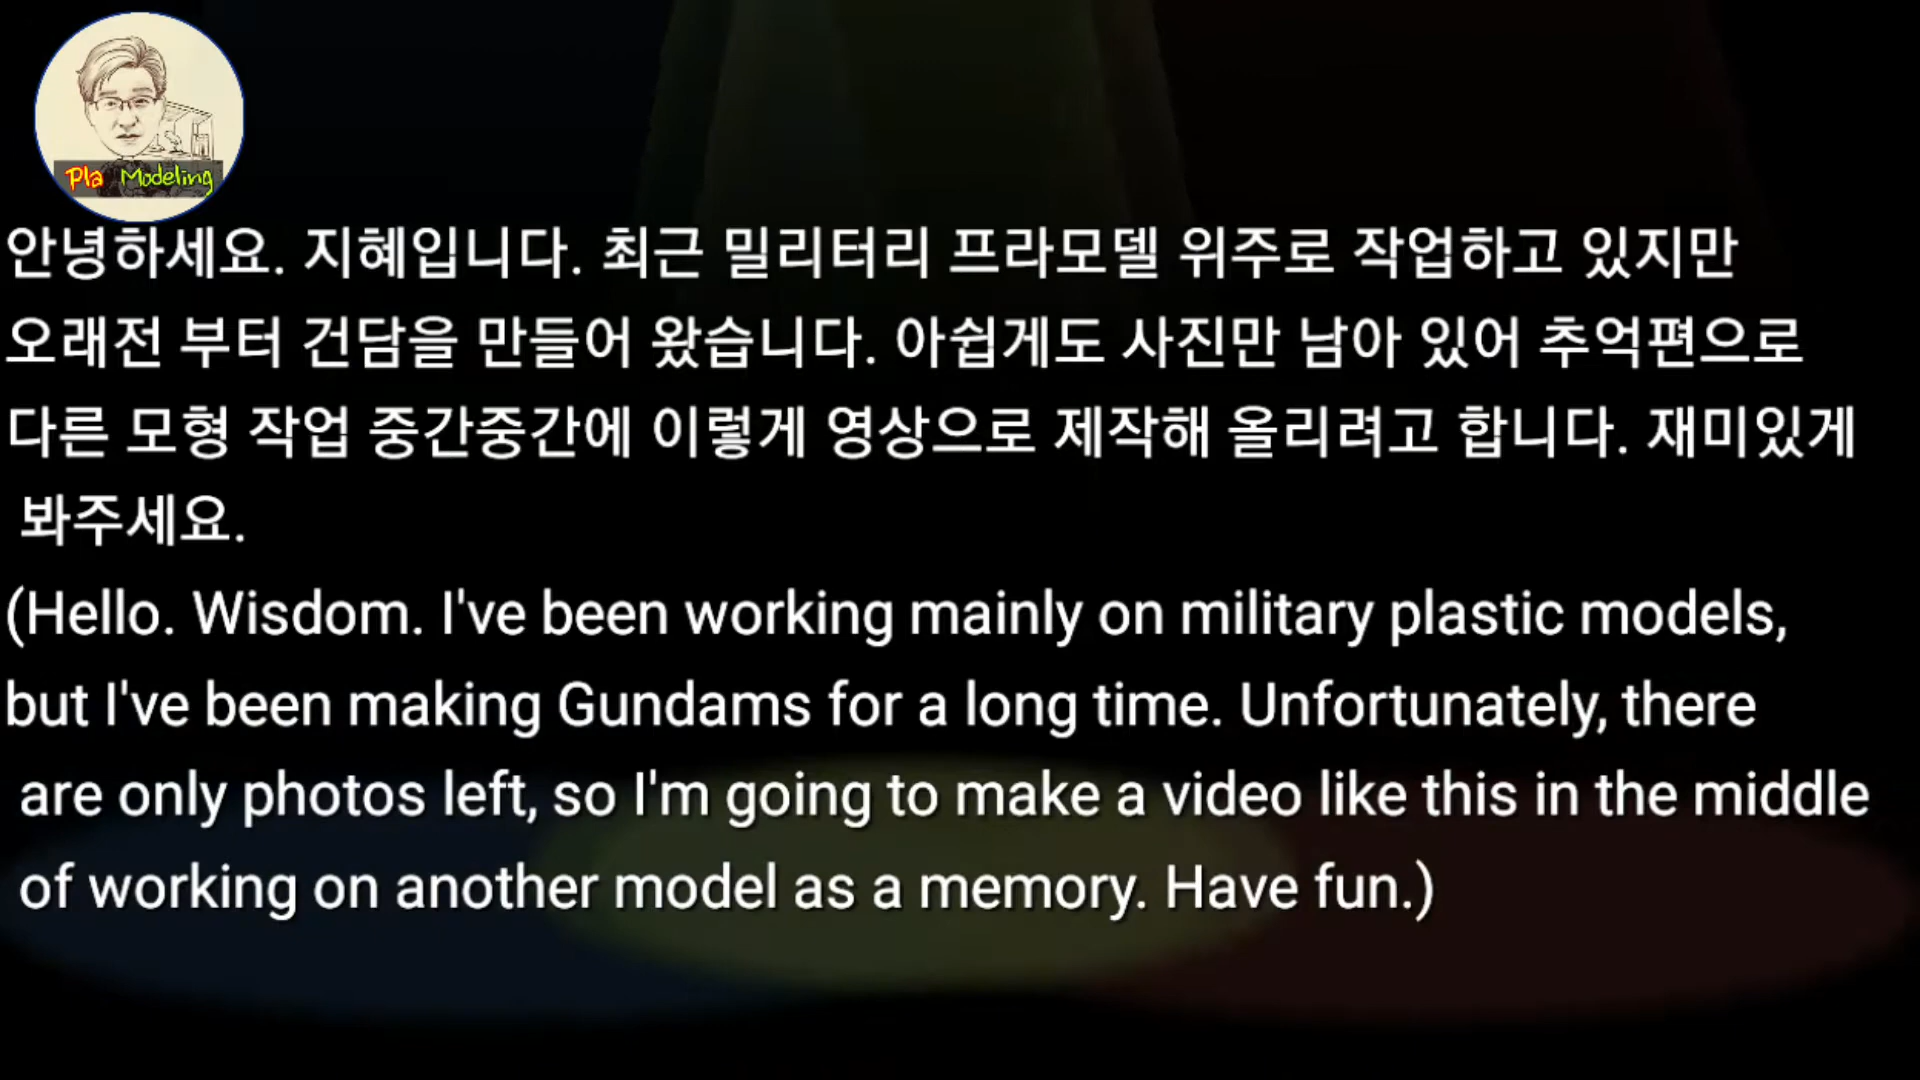 Pla Modeling
안녕하세요. 지혜입니다. 최근 밀리터리 프라모델 위주로 작업하고 있지만
오래전 부터 건담을 만들어 왔습니다. 아쉽게도 사진만 남아 있어 추억편으로
다른 모형 작업 중간중간에 이렇게 영상으로 제작해 올리려고 합니다. 재미있게
봐주세요.
(Hello. Wisdom. I've been working mainly on military plastic models,
but I've been making Gundams for a long time. Unfortunately, there
are only photos left, so I'm going to make a video like this in the middle
of working on another model as a memory. Have fun.)